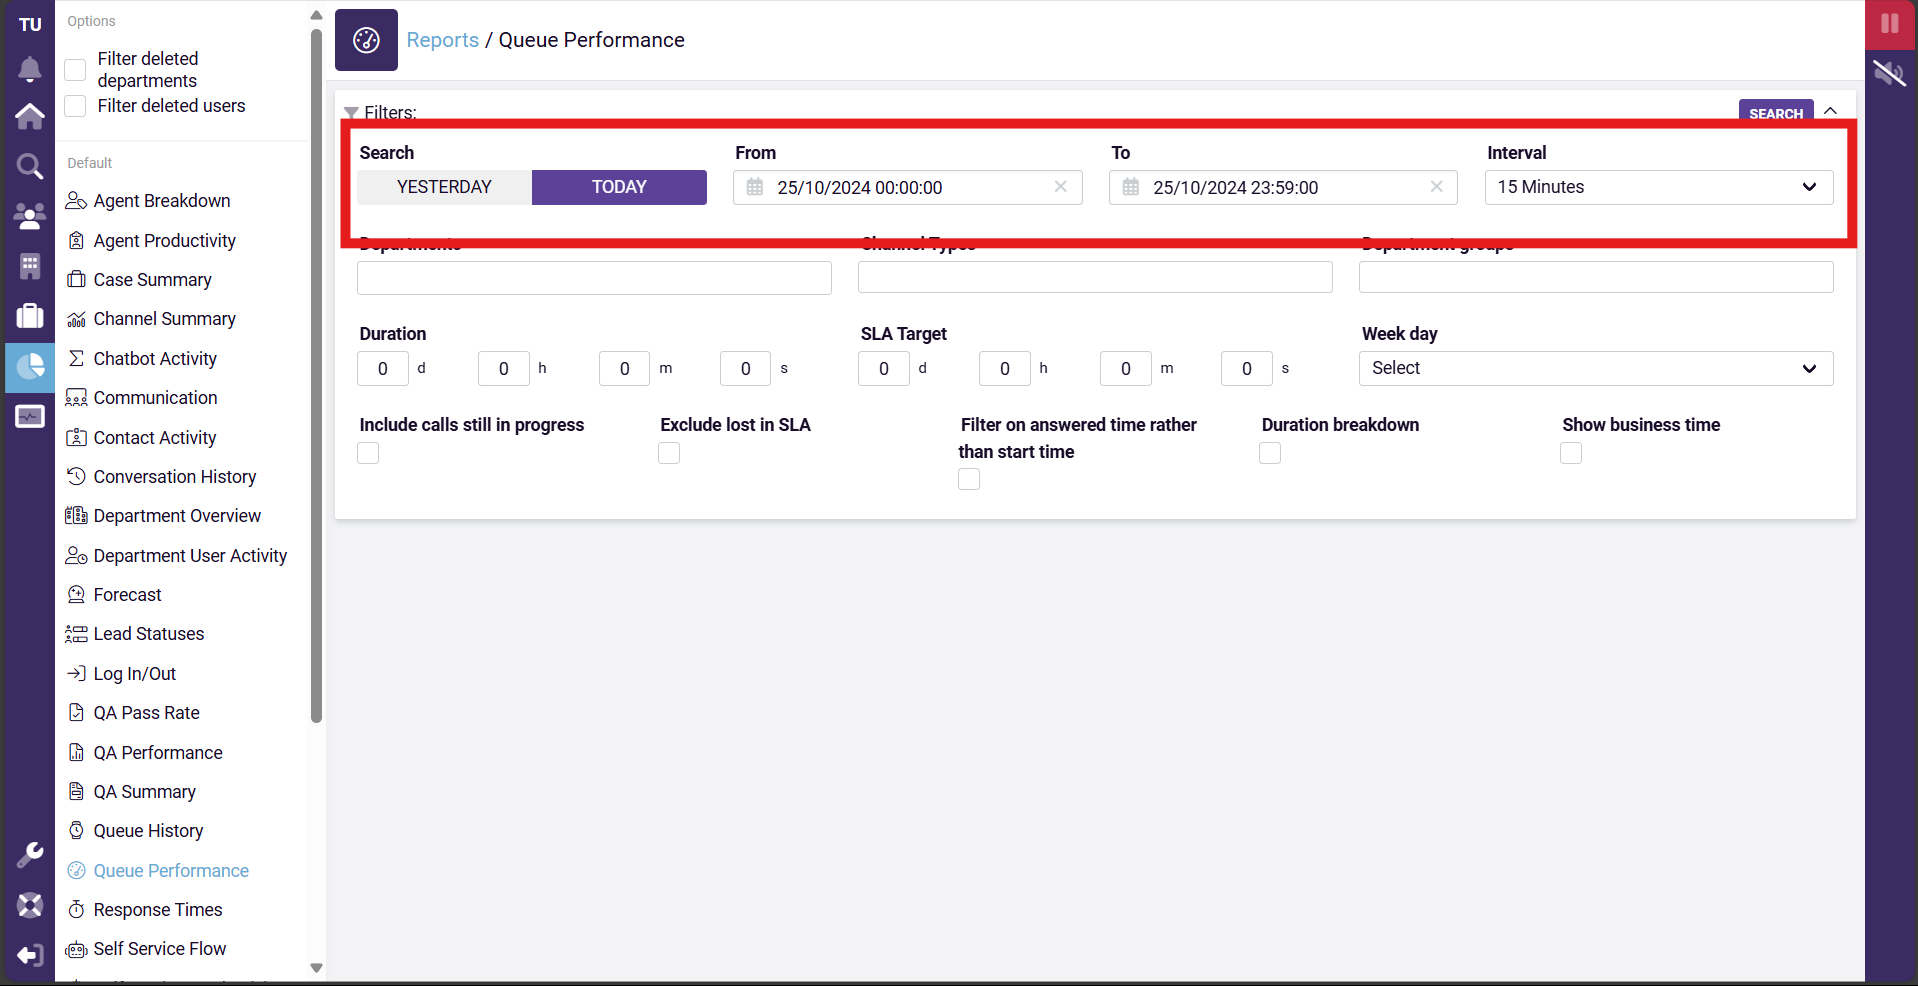 TU
Options
Filter deleted
departments
Filter deleted users
Default
Agent Breakdown
Agent Productivity
Case Summary
Channel Summary
Chatbot Activity
Communication
Contact Activity
Conversation History
Department Overview
Department User Activity
Forecast
Lead Statuses
Log In/Out
QA Pass Rate
QA Performance
QA Summary
Queue History
Queue Performance
Response Times
Self Service Flow
Reports / Queue Performance
Filters:
SEARCH
Search From To Interval
YESTERDAY TODAY 25/10/2024 00:00:00 25/10/2024 23:59:00 15 Minutes
Departments Channel Types Department groups
Duration SLA Target Week day
0 d 0 h 0 m 0 s 0 d 0 h 0 m 0 s Select
Include calls still in progress Exclude lost in SLA Filter on answered time rather Duration breakdown Show business time
than start time